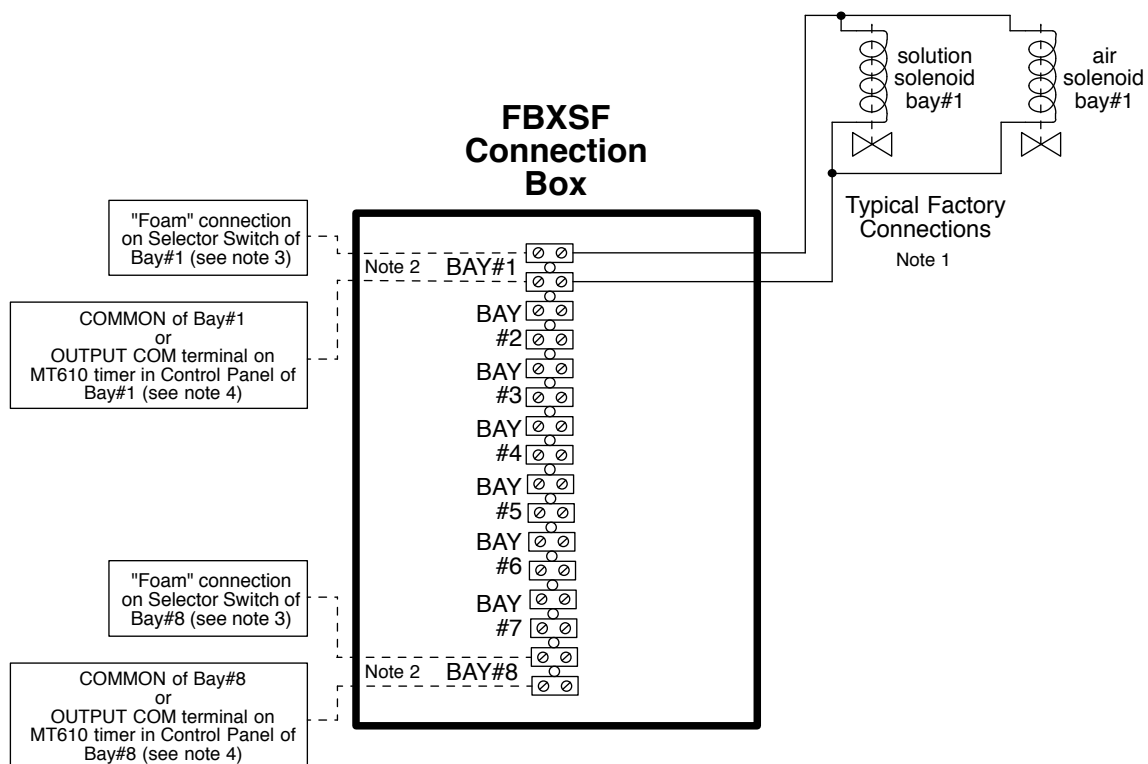 solution
solenoid
bay#1
air
solenoid
bay#1
FBXSF
Connection
Box
Typical Factory
Connections
Note 1
"Foam" connection
on Selector Switch of
Bay#1 (see note 3)
Note 2
BAY#1
COMMON of Bay#1
or
OUTPUT COM terminal on
MT610 timer in Control Panel of
Bay#1 (see note 4)
BAY
#2
BAY
#3
BAY
#4
BAY
#5
BAY
#6
BAY
#7
"Foam" connection
on Selector Switch of
Bay#8 (see note 3)
Note 2
BAY#8
COMMON of Bay#8
or
OUTPUT COM terminal on
MT610 timer in Control Panel of
Bay#8 (see note 4)